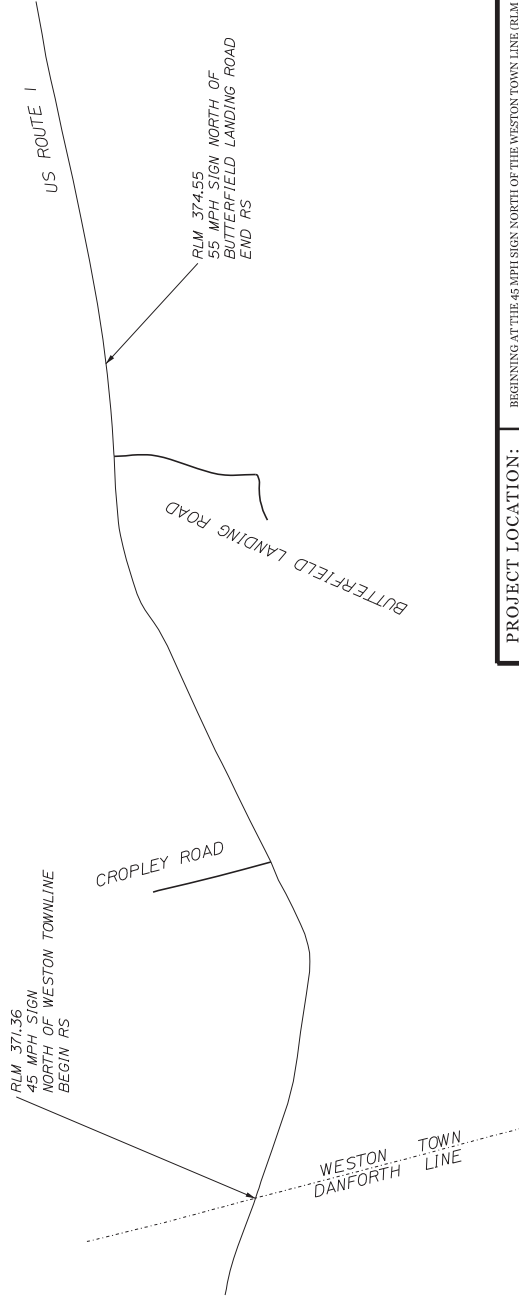 US ROUTE 1
RLM 374.55
55 MPH SIGN NORTH OF
BUTTERFIELD LANDING ROAD
END RS
BUTTERFIELD LANDING ROAD
CROPLEY ROAD
RLM 371.36
45 MPH SIGN
NORTH OF WESTON TOWNLINE
BEGIN RS
WESTON TOWN
DANFORTH LINE
PROJECT LOCATION:
BEGINNING AT THE 45 MPH SIGN NORTH OF THE WESTON TOWN LINE (RLM